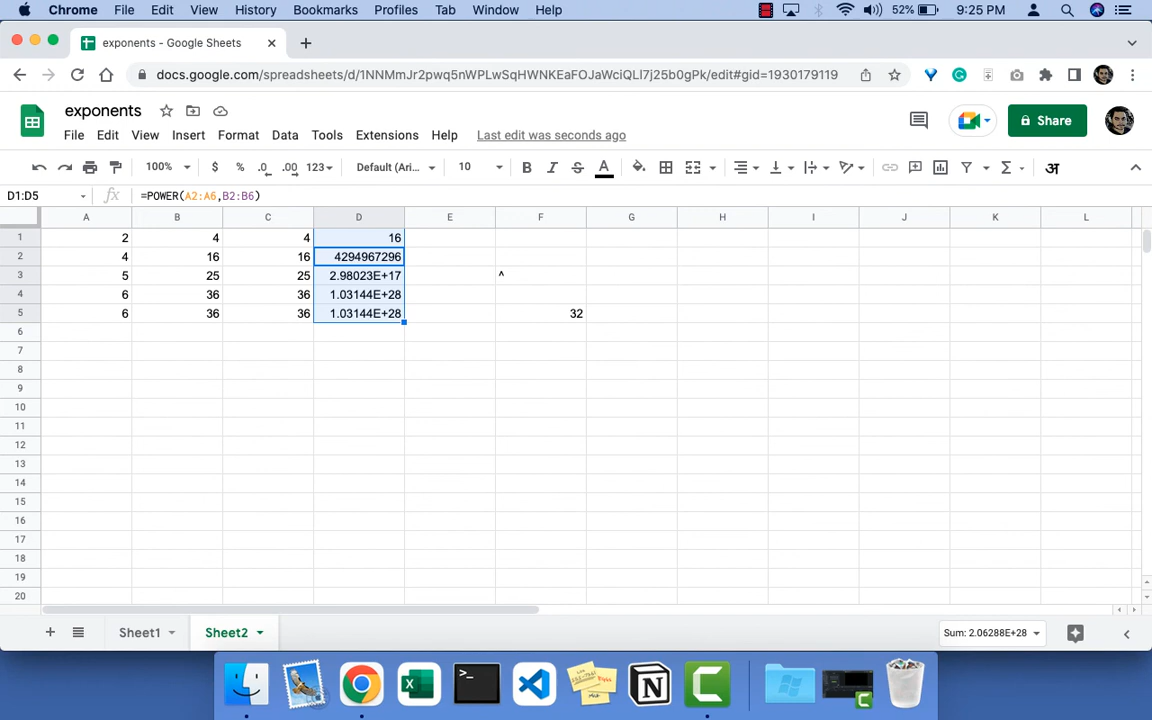 Chrome File Edit View History Bookmarks Profiles Tab Window Help 52% 9:25 PM
exponents - Google Sheets
docs.google.com/spreadsheets/d/1NNMmJr2pwq5nWPLwSqHWNKEaFOJaWciQLI7j25b0gPk/edit#gid=1930179119
exponents
File Edit View Insert Format Data Tools Extensions Help Last edit was seconds ago
Share
100% $ % .0 .00 123 Default (Ari... 10 B I S A Σ अ
D1:D5 fx =POWER(A2:A6,B2:B6)
A B C D E F G H I J K L
1 2 4 4 16
2 4 16 16 4294967296
3 5 25 25 2.98023E+17 ^
4 6 36 36 1.03144E+28
5 6 36 36 1.03144E+28 32
6
7
8
9
10
11
12
13
14
15
16
17
18
19
20
Sheet1 Sheet2 Sum: 2.06288E+28